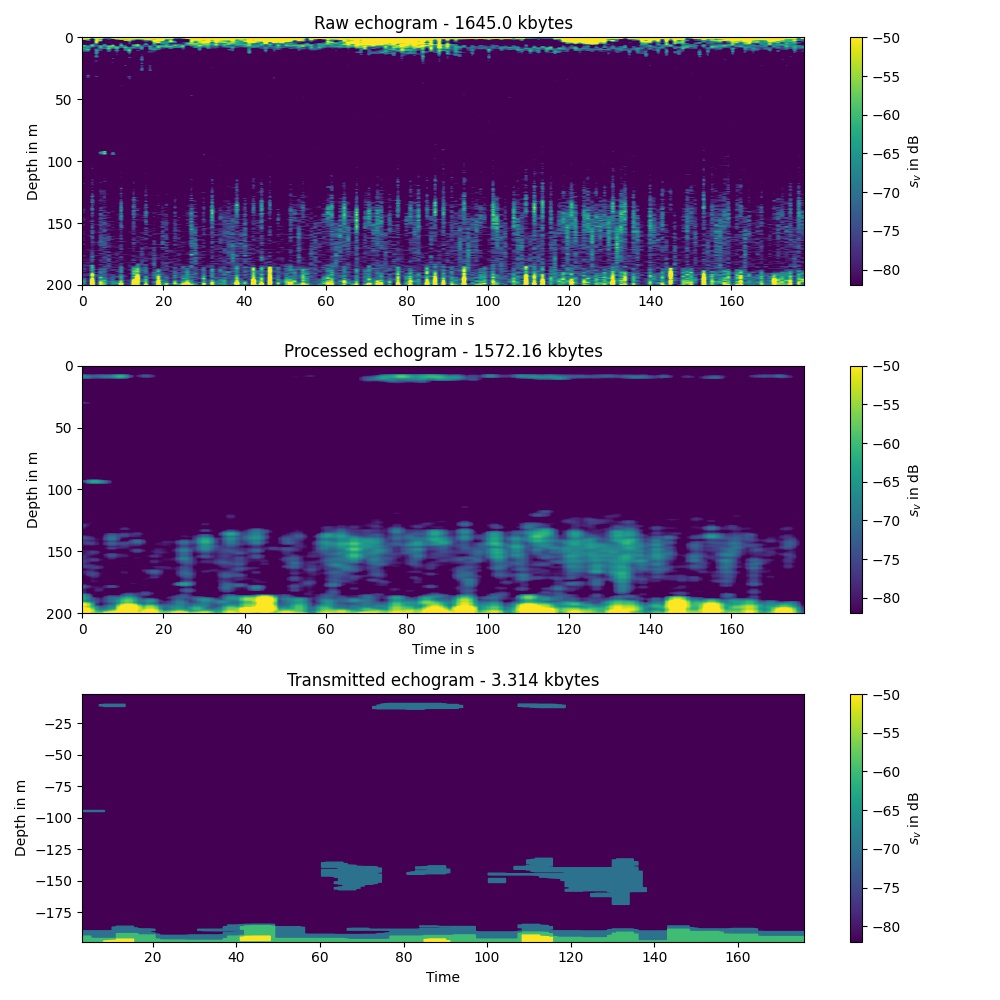 Raw echogram - 1645.0 kbytes
0
50
100
150
200
Depth in m
0 20 40 60 80 100 120 140 160
Time in s
−50
−55
−60
−65
−70
−75
−80
sv in dB
Processed echogram - 1572.16 kbytes
0
50
100
150
200
Depth in m
0 20 40 60 80 100 120 140 160
Time in s
−50
−55
−60
−65
−70
−75
−80
sv in dB
Transmitted echogram - 3.314 kbytes
−25
−50
−75
−100
−125
−150
−175
Depth in m
20 40 60 80 100 120 140 160
Time
−50
−55
−60
−65
−70
−75
−80
sv in dB